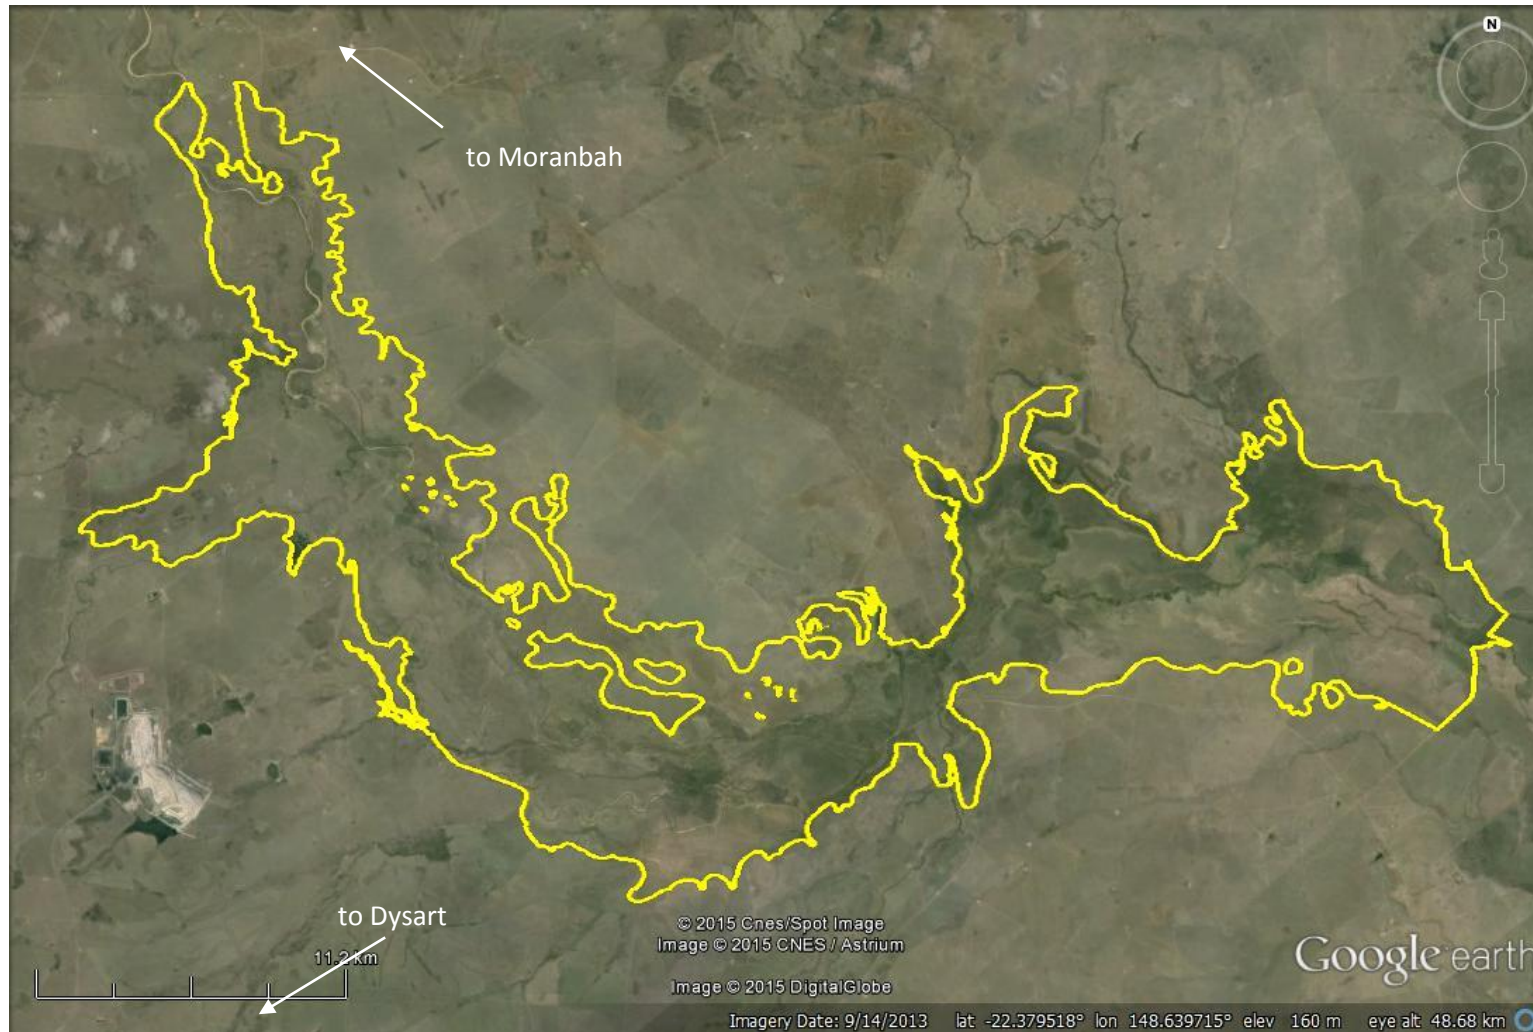 N
to Moranbah
to Dysart
11.2 km
© 2015 Cnes/Spot Image
Image © 2015 CNES / Astrium
Image © 2015 DigitalGlobe
Google earth
Imagery Date: 9/14/2013 lat -22.379518° lon 148.639715° elev 160 m eye alt 48.68 km